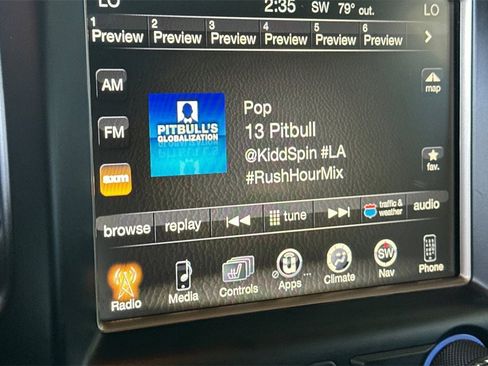 LO 2:35 SW 79° out. LO
1 2 3 4 5 6
Preview Preview Preview Preview Preview Preview
AM
map
PITBULL'S
GLOBALIZATION
Pop
13 Pitbull
FM
@KiddSpin #LA
fav.
sxm
#RushHourMix
browse replay tune traffic & weather audio
Radio Media Controls Apps... Climate SW Nav Phone